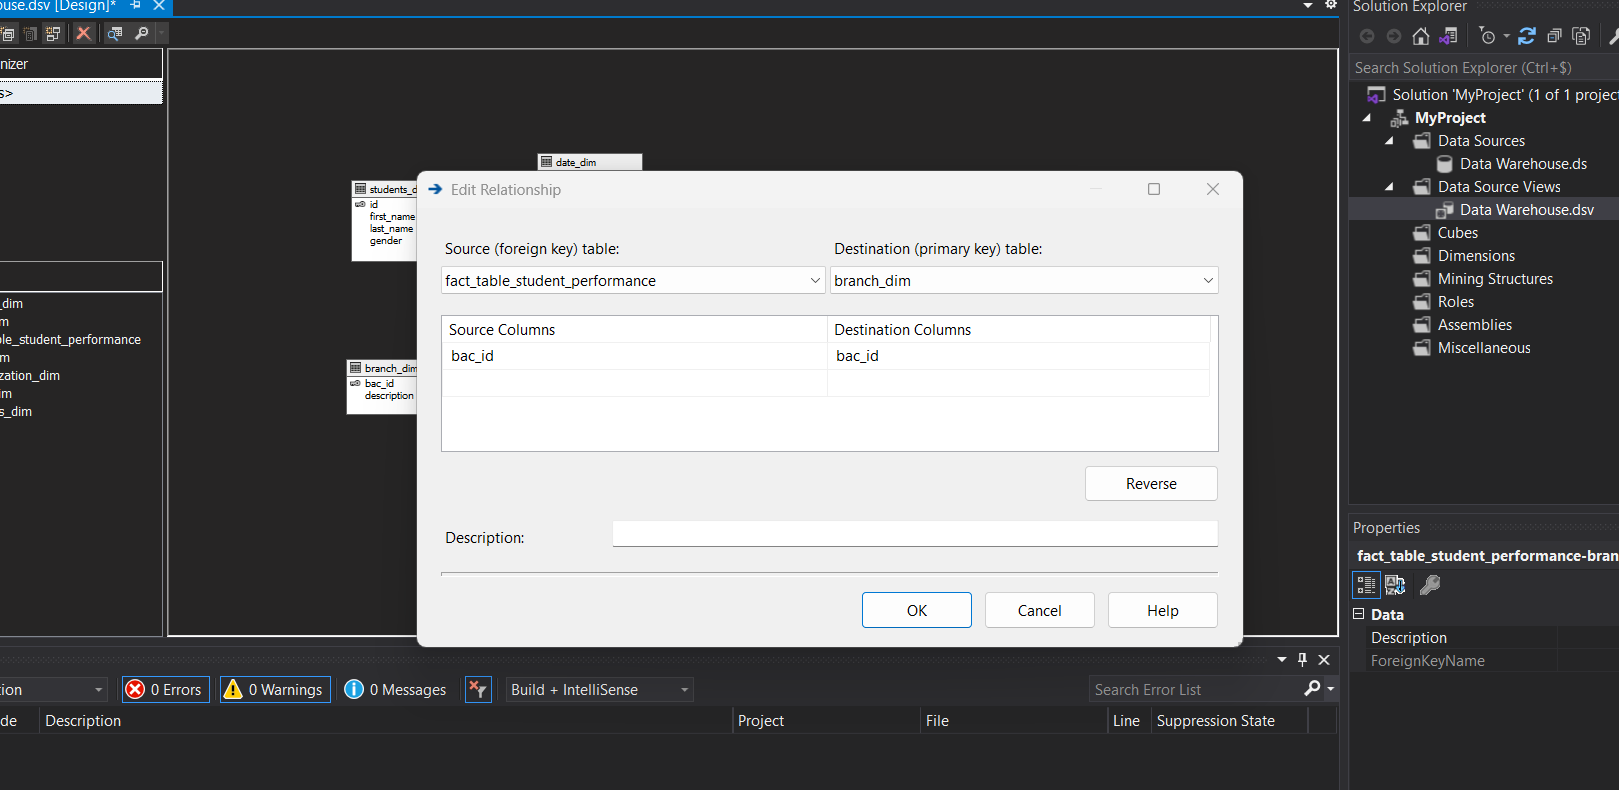 ouse.dsv [Design]*
nizer
s>
_dim
m
ble_student_performance
m
zation_dim
im
s_dim
date_dim
students_d
id
first_name
last_name
gender
branch_dim
bac_id
description
Edit Relationship
Source (foreign key) table:
Destination (primary key) table:
fact_table_student_performance
branch_dim
Source Columns
Destination Columns
bac_id
bac_id
Reverse
Description:
OK
Cancel
Help
Solution Explorer
Search Solution Explorer (Ctrl+$)
Solution 'MyProject' (1 of 1 project
MyProject
Data Sources
Data Warehouse.ds
Data Source Views
Data Warehouse.dsv
Cubes
Dimensions
Mining Structures
Roles
Assemblies
Miscellaneous
Properties
fact_table_student_performance-bran
Data
Description
ForeignKeyName
ion
0 Errors
0 Warnings
0 Messages
Build + IntelliSense
Search Error List
de
Description
Project
File
Line
Suppression State